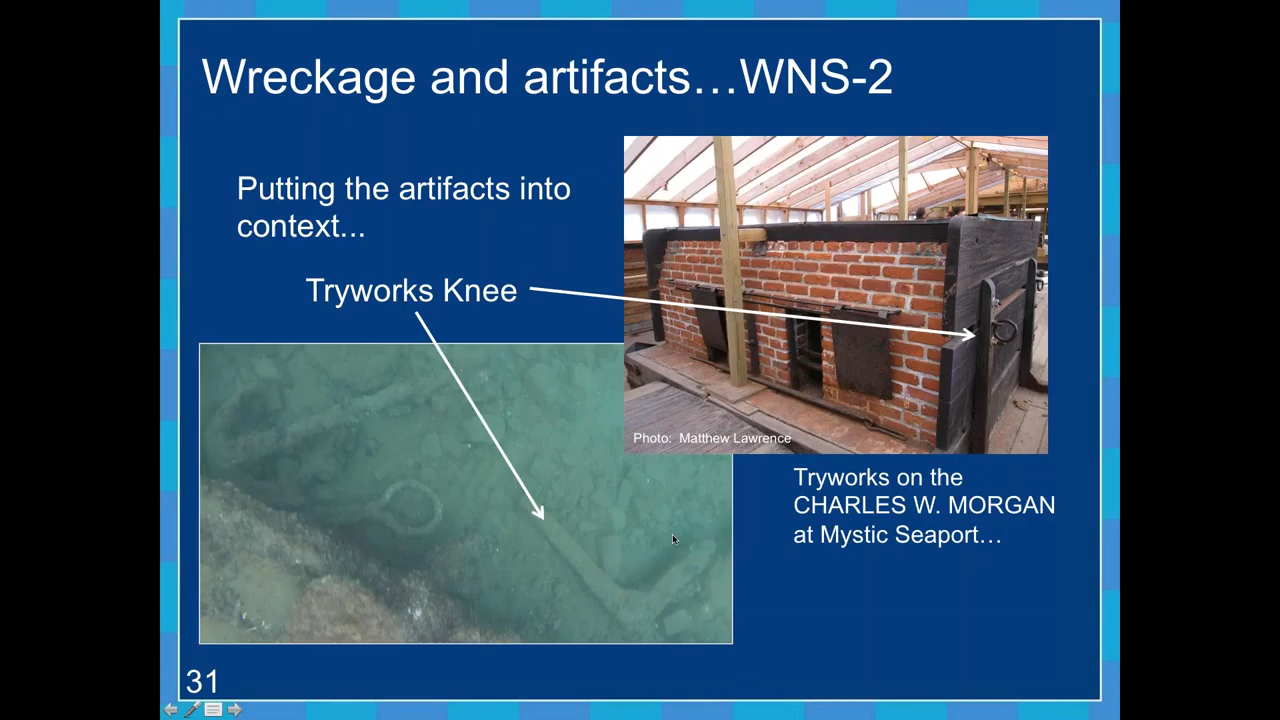 Wreckage and artifacts…WNS-2
Putting the artifacts into
context...
Tryworks Knee
Photo:  Matthew Lawrence
Tryworks on the
CHARLES W. MORGAN
at Mystic Seaport…
31